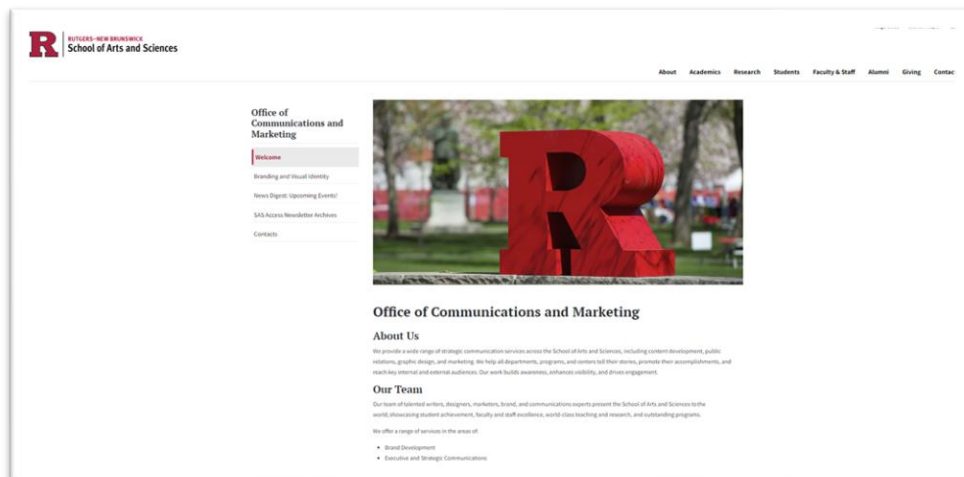 R
RUTGERS–NEW BRUNSWICK
School of Arts and Sciences
About Academics Research Students Faculty & Staff Alumni Giving Contac
Office of
Communications and
Marketing
Welcome
Branding and Visual Identity
News Digest: Upcoming Events!
SAS Access Newsletter Archives
Contacts
R
Office of Communications and Marketing
About Us
We provide a wide range of strategic communication services across the School of Arts and Sciences, including content development, public
relations, graphic design, and marketing. We help all departments, programs, and centers tell their stories, promote their accomplishments, and
reach key internal and external audiences. Our work builds awareness, enhances visibility, and drives engagement.
Our Team
Our team of talented writers, designers, marketers, brand, and communications experts present the School of Arts and Sciences to the
world; showcasing student achievement, faculty and staff excellence, world-class teaching and research, and outstanding programs.
We offer a range of services in the areas of:
• Brand Development
• Executive and Strategic Communications